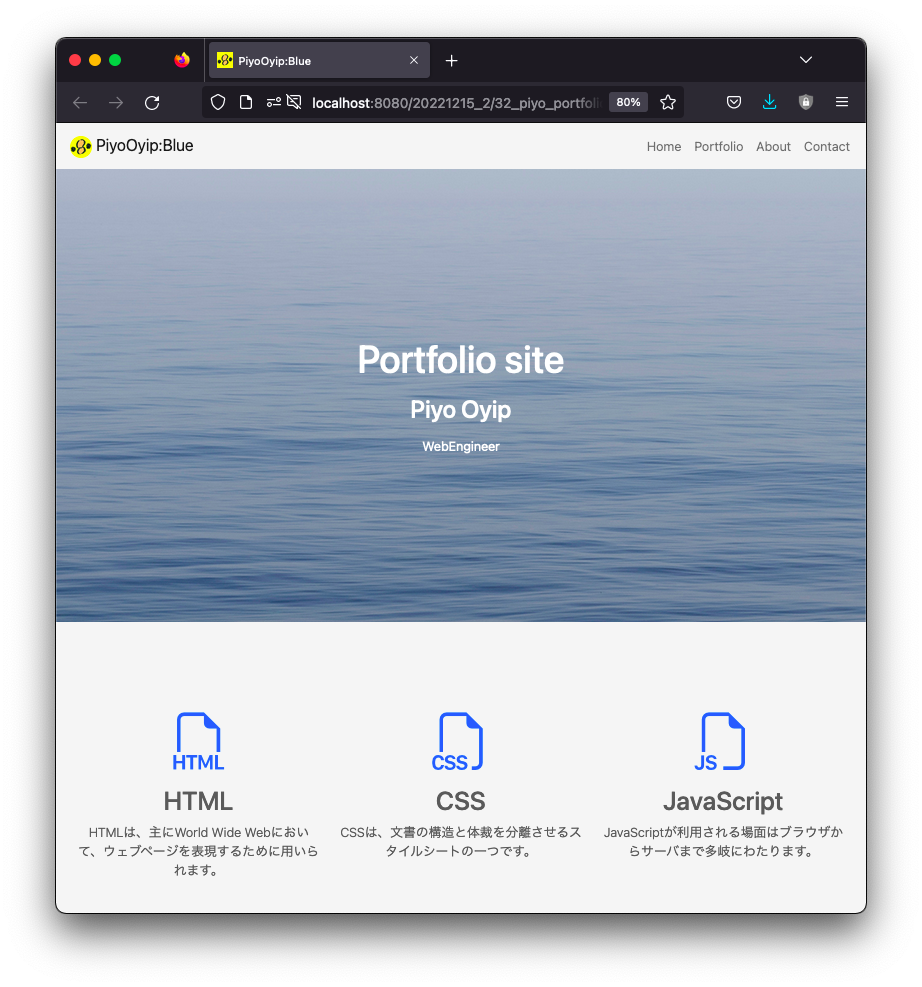 PiyoOyip:Blue
localhost:8080/20221215_2/32_piyo_portfoli
80%
PiyoOyip:Blue
Home Portfolio About Contact
Portfolio site
Piyo Oyip
WebEngineer
HTML CSS JS
HTML
HTMLは、主にWorld Wide Webにおい
て、ウェブページを表現するために用いら
れます。
CSS
CSSは、文書の構造と体裁を分離させるス
タイルシートの一つです。
JavaScript
JavaScriptが利用される場面はブラウザか
らサーバまで多岐にわたります。